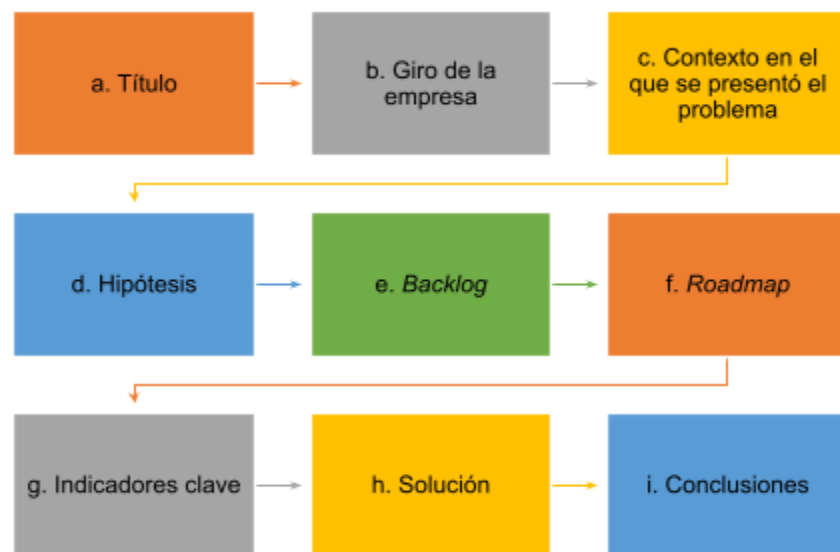 a. Título
b. Giro de la
empresa
c. Contexto en el
que se presentó el
problema
d. Hipótesis
e. Backlog
f. Roadmap
g. Indicadores clave
h. Solución
i. Conclusiones